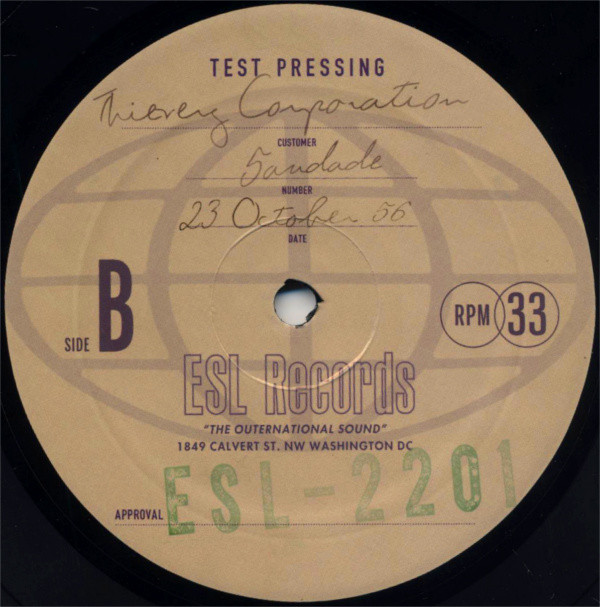 TEST PRESSING
Thievery Corporation
CUSTOMER
Saudade
NUMBER
23 October 56
DATE
SIDE B
RPM 33
ESL Records
"THE OUTERNATIONAL SOUND"
1849 CALVERT ST. NW WASHINGTON DC
APPROVAL ESL-2201